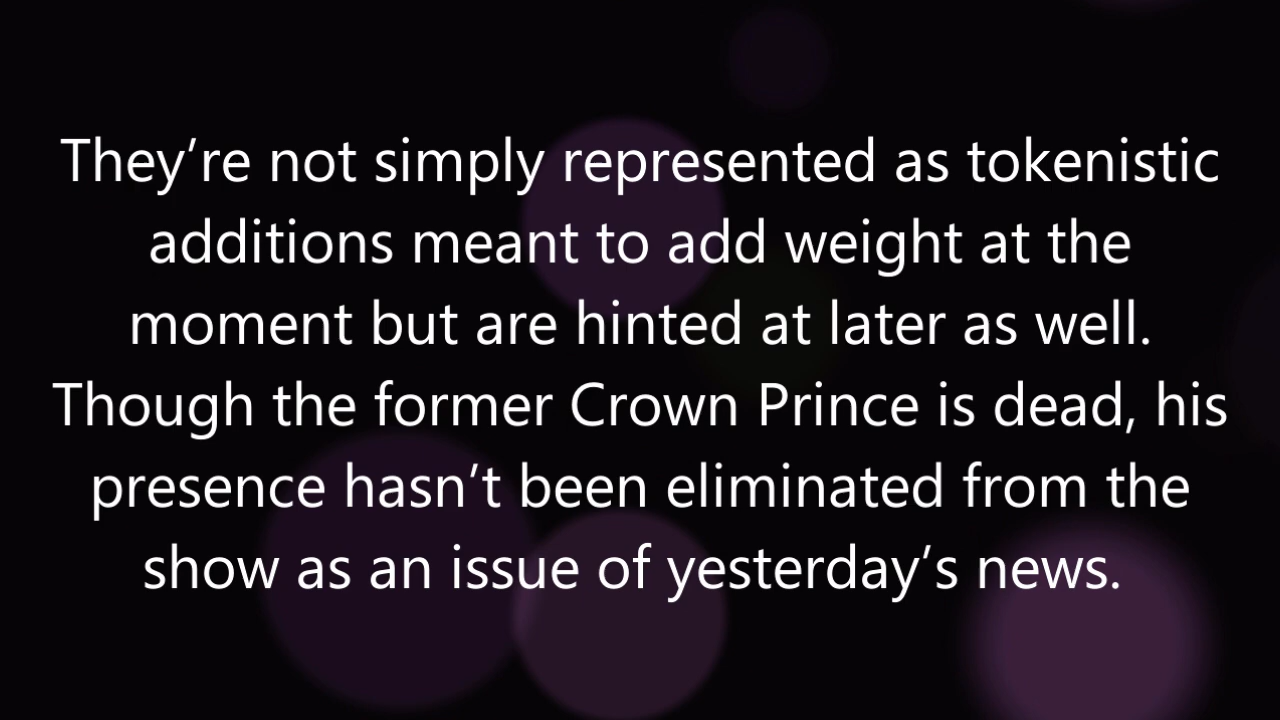 They’re not simply represented as tokenistic
additions meant to add weight at the
moment but are hinted at later as well.
Though the former Crown Prince is dead, his
presence hasn’t been eliminated from the
show as an issue of yesterday’s news.